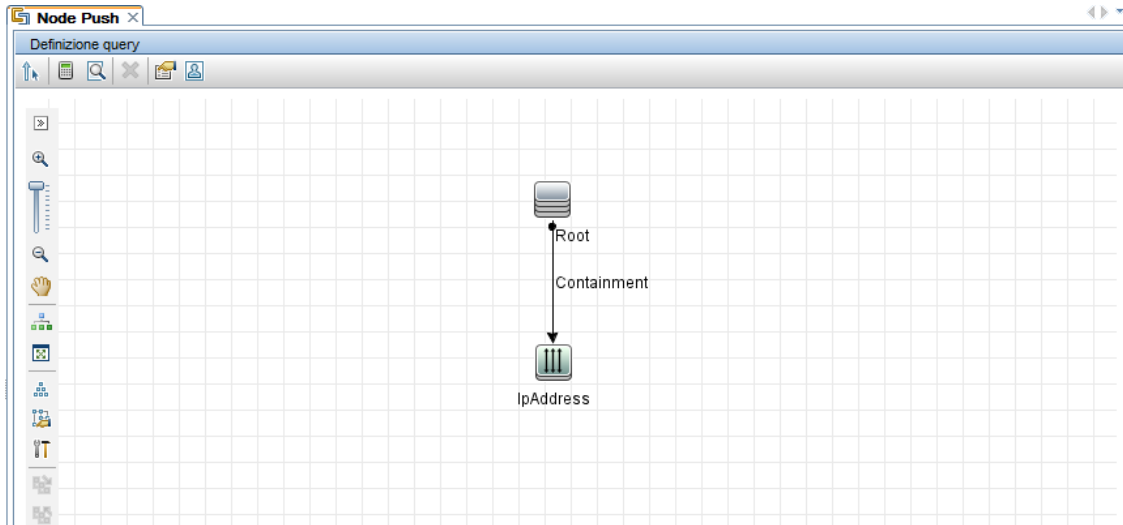 Node Push
Definizione query
Root
Containment
IpAddress